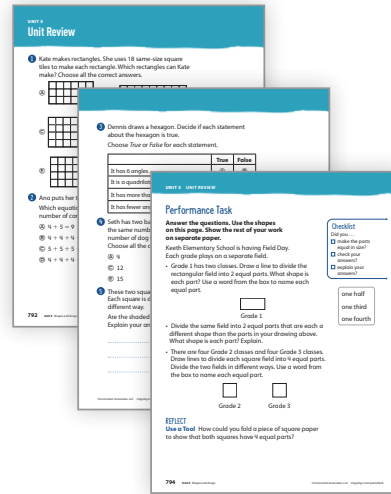 UNIT 5
Unit Review
1 Kate makes rectangles. She uses 18 same-size square
tiles to make each rectangle. Which rectangles can Kate
make? Choose all the correct answers.
A
C
E
2 Ana puts her
Which equati
number of ca
A 4 + 5 = 9
B 4 + 4 + 4
C 5 + 5 + 5
D 4 + 4 + 4
792
3 Dennis draws a hexagon. Decide if each statement
about the hexagon is true.
Choose True or False for each statement.
True False
It has 6 angles.
It is a quadrilat
It has more tha
It has fewer an
4 Seth has two ba
the same numb
number of dog
Choose all the c
A 4
C 12
E 15
5 These two squa
Each square is d
different way.
Are the shaded
Explain your an
UNIT 5 UNIT REVIEW
Performance Task
Answer the questions. Use the shapes
on this page. Show the rest of your work
on separate paper.
Keeth Elementary School is having Field Day.
Each grade plays on a separate field.
• Grade 1 has two classes. Draw a line to divide the
rectangular field into 2 equal parts. What shape is
each part? Use a word from the box to name each
equal part.
Grade 1
• Divide the same field into 2 equal parts that are a
different shape than the parts in your drawing above.
What shape is each part? Explain.
• There are four Grade 2 classes and four Grade 3 classes.
Draw lines to divide each square field into 4 equal parts.
Divide the two fields in different ways. Use a word from
the box to name each equal part.
Grade 2 Grade 3
REFLECT
Use a Tool How could you fold a piece of square paper
to show that both squares have 4 equal parts?
794
Checklist
Did you . . .
make the parts
equal in size?
check your
answers?
explain your
answers?
one half
one third
one fourth